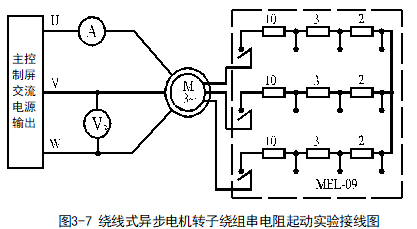 U
A
主控
制屏
交流
电源
输出
V
V
W
M
3~
10 3 2
10 3 2
10 3 2
MEL-09
图3-7 绕线式异步电机转子绕组串电阻起动实验接线图